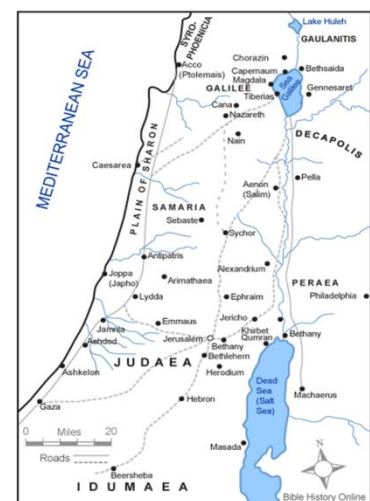 Lake Huleh
SYRO-
PHOENICIA
GAULANITIS
Chorazin
Acco
(Ptolemais)
Capernaum
Bethsaida
Magdala
Sea
Galilee
GALILEE
Gennesaret
Tiberias
Cana
Nazareth
MEDITERRANEAN SEA
Nain
DECAPOLIS
PLAIN OF SHARON
Caesarea
Pella
Aenon
(Salim)
SAMARIA
Sebaste
Sychor
Antipatris
Alexandrium
Joppa
(Japho)
Arimathaea
PERAEA
Lydda
Ephraim
Philadelphia
Jamnia
Emmaus
Jericho
Jerusalem
Khirbet
Qumran
Bethany
Bethany
Ashdod
Bethlehem
JUDAEA
Herodium
Ashkelon
Dead
Sea
(Salt
Sea)
Machaerus
Gaza
Hebron
0 Miles 20
Masada
Roads
N
Beersheba
IDUMAEA
Bible History Online